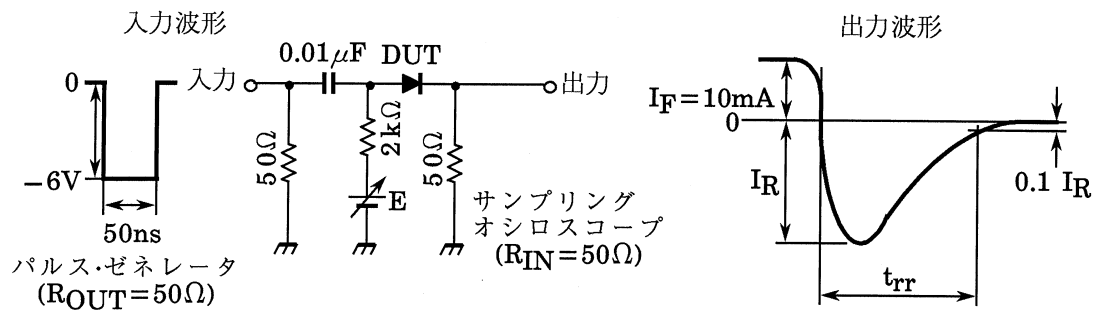 入力波形
0
−6V
50ns
パルス・ゼネレータ
(ROUT=50Ω)
入力
0.01μF
DUT
出力
50Ω
2kΩ
E
50Ω
サンプリング
オシロスコープ
(RIN=50Ω)
出力波形
IF=10mA
0
IR
0.1 IR
trr